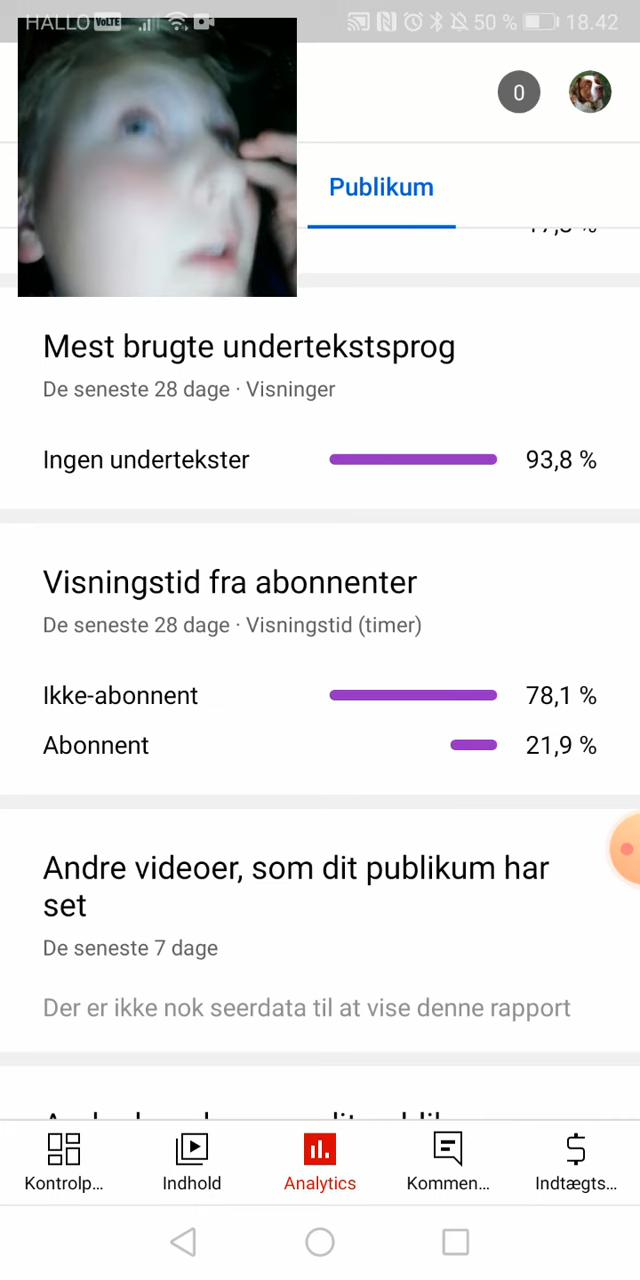 HALLO VoLTE 50 % 18.42
0
Publikum
Mest brugte undertekstsprog
De seneste 28 dage · Visninger
Ingen undertekster 93,8 %
Visningstid fra abonnenter
De seneste 28 dage · Visningstid (timer)
Ikke-abonnent 78,1 %
Abonnent 21,9 %
Andre videoer, som dit publikum har
set
De seneste 7 dage
Der er ikke nok seerdata til at vise denne rapport
Kontrolp... Indhold Analytics Kommen... Indtægts...